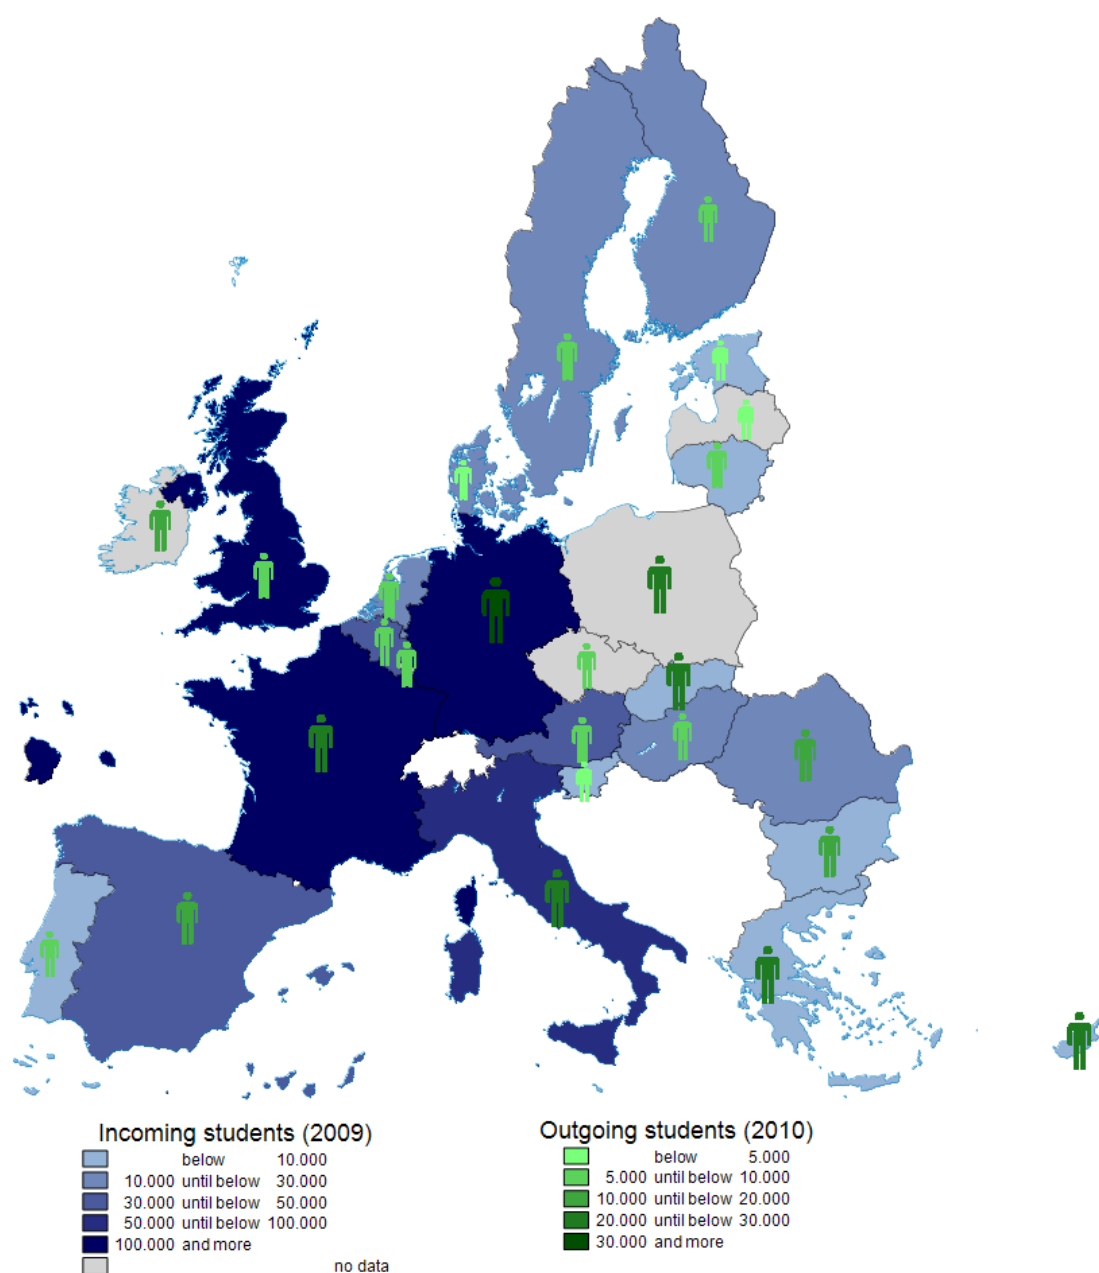 Incoming students (2009)
below 10.000
10.000 until below 30.000
30.000 until below 50.000
50.000 until below 100.000
100.000 and more
no data
Outgoing students (2010)
below 5.000
5.000 until below 10.000
10.000 until below 20.000
20.000 until below 30.000
30.000 and more